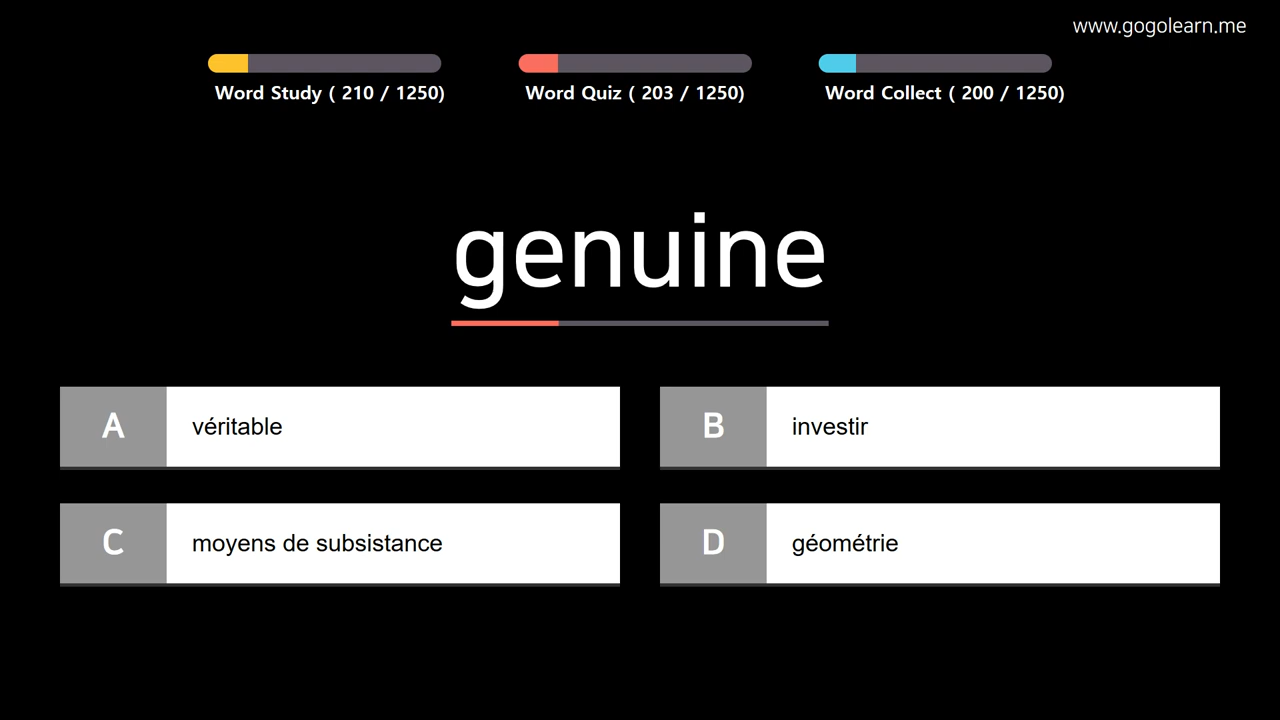 www.gogolearn.me
Word Study ( 210 / 1250)
Word Quiz ( 203 / 1250)
Word Collect ( 200 / 1250)
genuine
A
véritable
B
investir
C
moyens de subsistance
D
géométrie